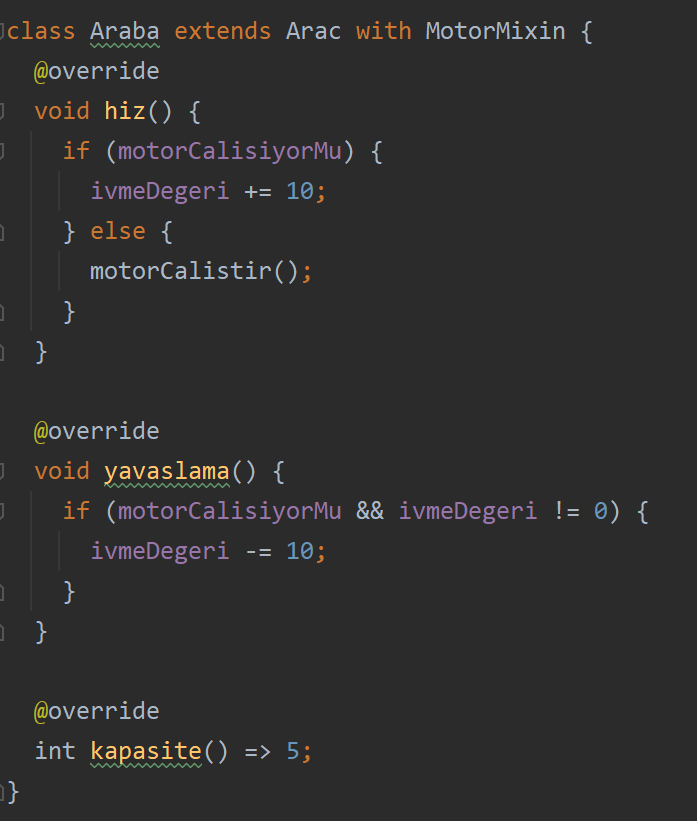 class Araba extends Arac with MotorMixin {
  @override
  void hiz() {
    if (motorCalisiyorMu) {
      ivmeDegeri += 10;
    } else {
      motorCalistir();
    }
  }

  @override
  void yavaslama() {
    if (motorCalisiyorMu && ivmeDegeri != 0) {
      ivmeDegeri -= 10;
    }
  }

  @override
  int kapasite() => 5;
}